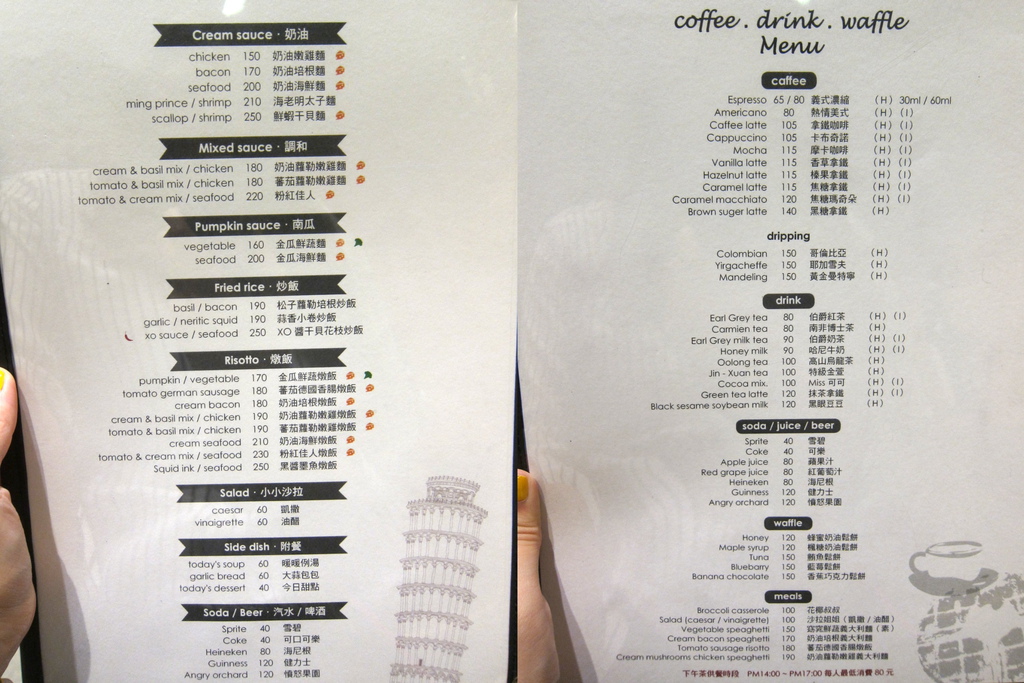 Cream sauce · 奶油
chicken 150 奶油嫩雞麵
bacon 170 奶油培根麵
seafood 200 奶油海鮮麵
ming prince / shrimp 210 海老明太子麵
scallop / shrimp 250 鮮蝦干貝麵
Mixed sauce · 調和
cream & basil mix / chicken 180 奶油蘿勒嫩雞麵
tomato & basil mix / chicken 180 蕃茄蘿勒嫩雞麵
tomato & cream mix / seafood 220 粉紅佳人
Pumpkin sauce · 南瓜
vegetable 160 金瓜鮮蔬麵
seafood 200 金瓜海鮮麵
Fried rice · 炒飯
basil / bacon 190 松子蘿勒培根炒飯
garlic / neritic squid 190 蒜香小卷炒飯
xo sauce / seafood 250 XO 醬干貝花枝炒飯
Risotto · 燉飯
pumpkin / vegetable 170 金瓜鮮蔬燉飯
tomato german sausage 180 蕃茄德國香腸燉飯
cream bacon 180 奶油培根燉飯
cream & basil mix / chicken 190 奶油蘿勒嫩雞燉飯
tomato & basil mix / chicken 190 蕃茄蘿勒嫩雞燉飯
cream seafood 210 奶油海鮮燉飯
tomato & cream mix / seafood 230 粉紅佳人燉飯
Squid ink / seafood 250 黑醬墨魚燉飯
Salad · 小小沙拉
caesar 60 凱撒
vinaigrette 60 油醋
Side dish · 附餐
today's soup 60 暖暖例湯
garlic bread 60 大蒜包包
today's dessert 40 今日甜點
Soda / Beer · 汽水 / 啤酒
Sprite 40 雪碧
Coke 40 可口可樂
Heineken 80 海尼根
Guinness 120 健力士
Angry orchard 120 憤怒果園
coffee . drink . waffle
Menu
caffee
Espresso 65 / 80 義式濃縮 (H) 30ml / 60ml
Americano 80 熱情美式 (H) (I)
Caffee latte 105 拿鐵咖啡 (H) (I)
Cappuccino 105 卡布奇諾 (H) (I)
Mocha 115 摩卡咖啡 (H) (I)
Vanilla latte 115 香草拿鐵 (H) (I)
Hazelnut latte 115 榛果拿鐵 (H) (I)
Caramel latte 115 焦糖拿鐵 (H) (I)
Caramel macchiato 120 焦糖瑪奇朵 (H) (I)
Brown suger latte 140 黑糖拿鐵 (H)
dripping
Colombian 150 哥倫比亞 (H)
Yirgacheffe 150 耶加雪夫 (H)
Mandeling 150 黃金曼特寧 (H)
drink
Earl Grey tea 80 伯爵紅茶 (H) (I)
Carmien tea 80 南非博士茶 (H)
Earl Grey milk tea 90 伯爵奶茶 (H) (I)
Honey milk 90 哈尼牛奶 (H) (I)
Oolong tea 100 高山烏龍茶 (H)
Jin - Xuan tea 100 特級金萱 (H)
Cocoa mix. 100 Miss 可可 (H) (I)
Green tea latte 120 抹茶拿鐵 (H) (I)
Black sesame soybean milk 120 黑眼豆豆 (H)
soda / juice / beer
Sprite 40 雪碧
Coke 40 可樂
Apple juice 80 蘋果汁
Red grape juice 80 紅葡萄汁
Heineken 80 海尼根
Guinness 120 健力士
Angry orchard 120 憤怒果園
waffle
Honey 120 蜂蜜奶油鬆餅
Maple syrup 120 楓糖奶油鬆餅
Tuna 150 鮪魚鬆餅
Bluebarry 150 藍莓鬆餅
Banana chocolate 150 香蕉巧克力鬆餅
meals
Broccoli casserole 100 花椰叔叔
Salad (caesar / vinaigrette) 100 沙拉姐姐 (凱撒 / 油醋)
Vegetable speaghetti 150 窈窕鮮蔬義大利麵 (素)
Cream bacon speaghetti 170 奶油培根義大利麵
Tomato sausage risotto 180 蕃茄德國香腸燉飯
Cream mushrooms chicken speaghetti 190 奶油蘿勒嫩雞義大利麵
下午茶供餐時段 PM14:00 ~ PM17:00 每人最低消費 80 元